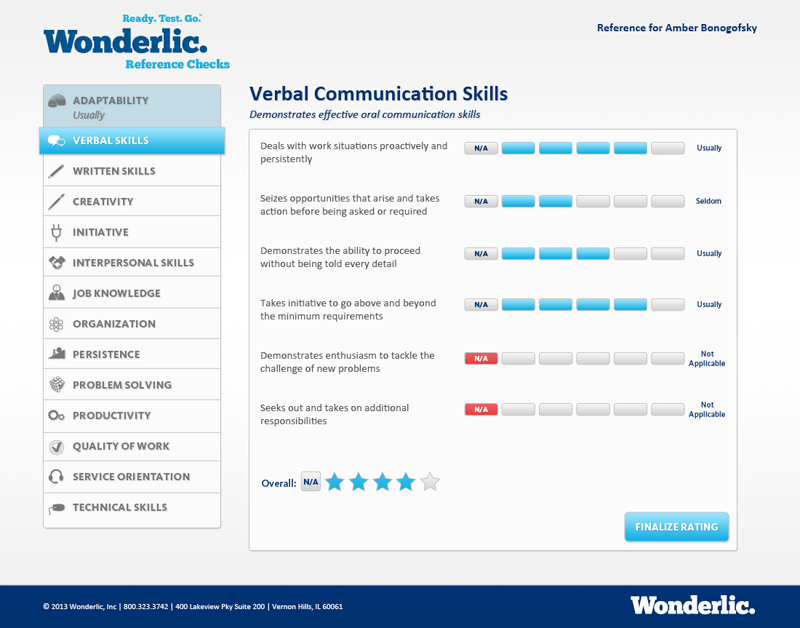 Ready. Test. Go.™
Wonderlic.
Reference Checks
Reference for Amber Bonogofsky
ADAPTABILITY
Usually
VERBAL SKILLS
WRITTEN SKILLS
CREATIVITY
INITIATIVE
INTERPERSONAL SKILLS
JOB KNOWLEDGE
ORGANIZATION
PERSISTENCE
PROBLEM SOLVING
PRODUCTIVITY
QUALITY OF WORK
SERVICE ORIENTATION
TECHNICAL SKILLS
Verbal Communication Skills
Demonstrates effective oral communication skills
Deals with work situations proactively and
persistently
N/A
Usually
Seizes opportunities that arise and takes
action before being asked or required
N/A
Seldom
Demonstrates the ability to proceed
without being told every detail
N/A
Usually
Takes initiative to go above and beyond
the minimum requirements
N/A
Usually
Demonstrates enthusiasm to tackle the
challenge of new problems
N/A
Not
Applicable
Seeks out and takes on additional
responsibilities
N/A
Not
Applicable
Overall: N/A
FINALIZE RATING
© 2013 Wonderlic, Inc | 800.323.3742 | 400 Lakeview Pky Suite 200 | Vernon Hills, IL 60061
Wonderlic.